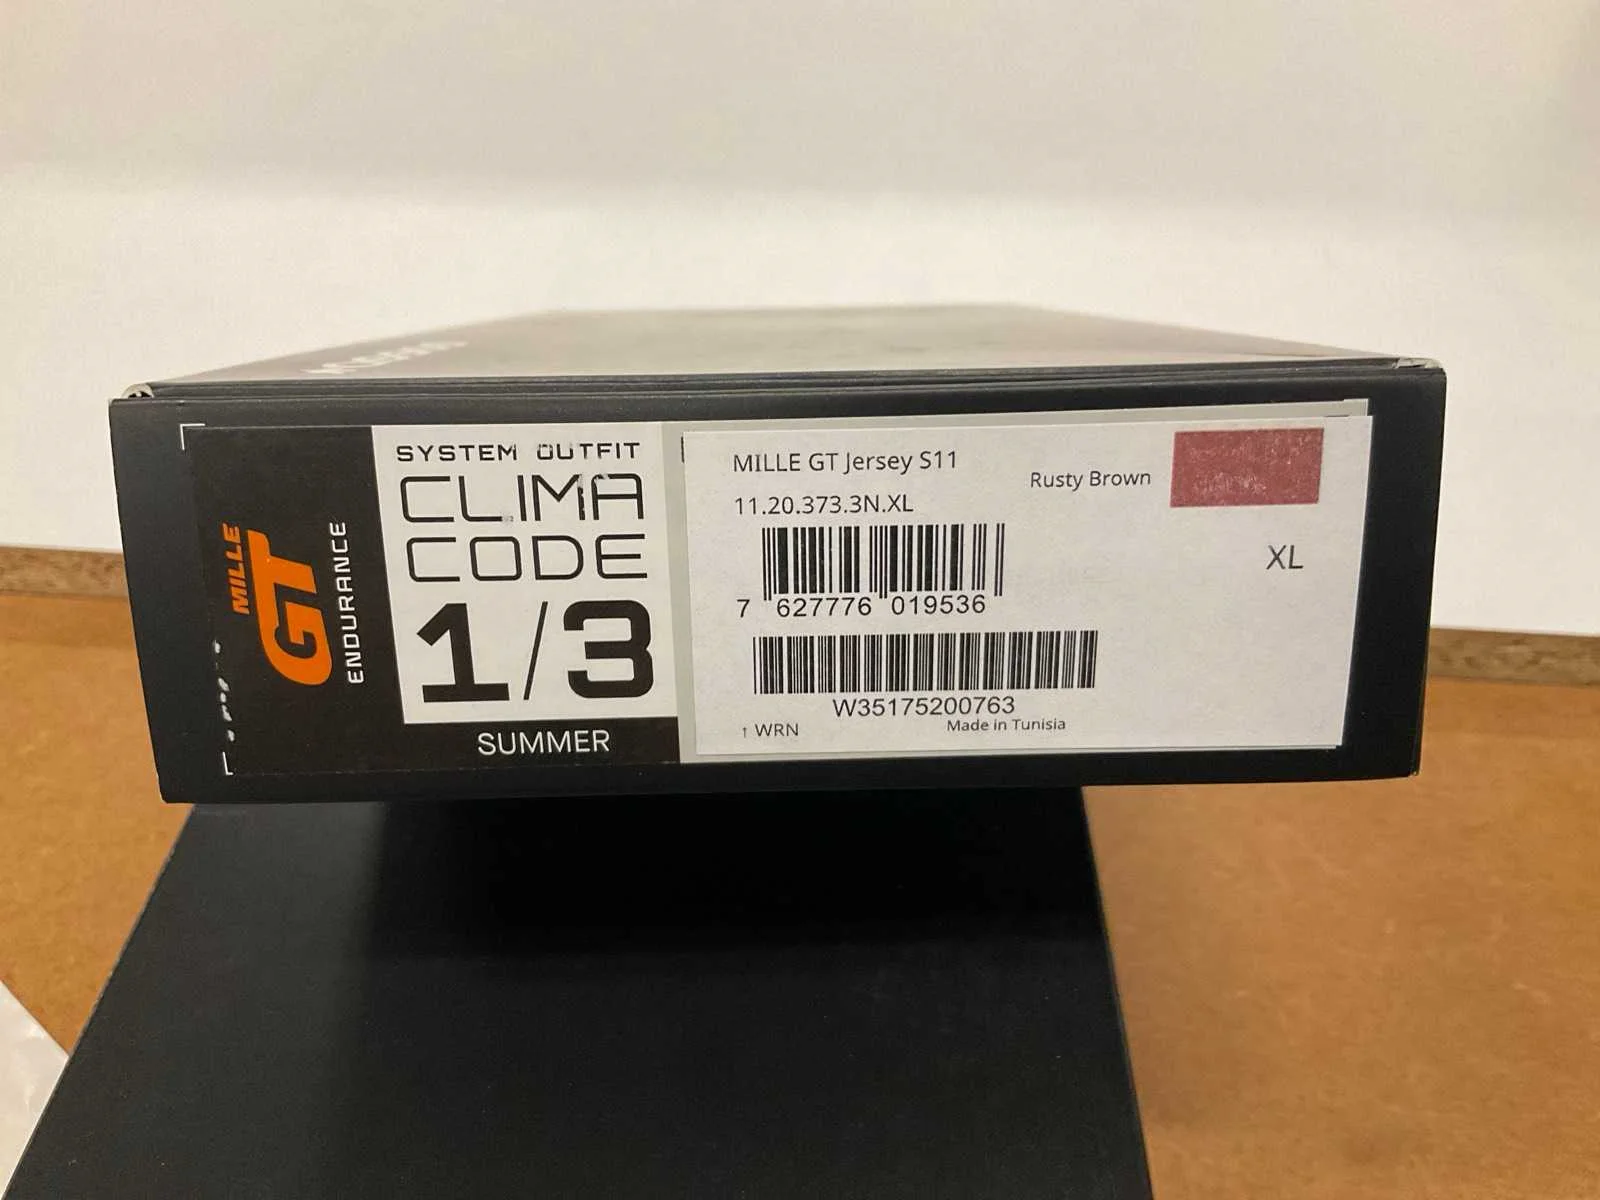 MILLE
GT
ENDURANCE
SYSTEM OUTFIT
CLIMA
CODE
1/3
SUMMER
MILLE GT Jersey S11
Rusty Brown
11.20.373.3N.XL
XL
7 627776 019536
W35175200763
↑ WRN
Made in Tunisia